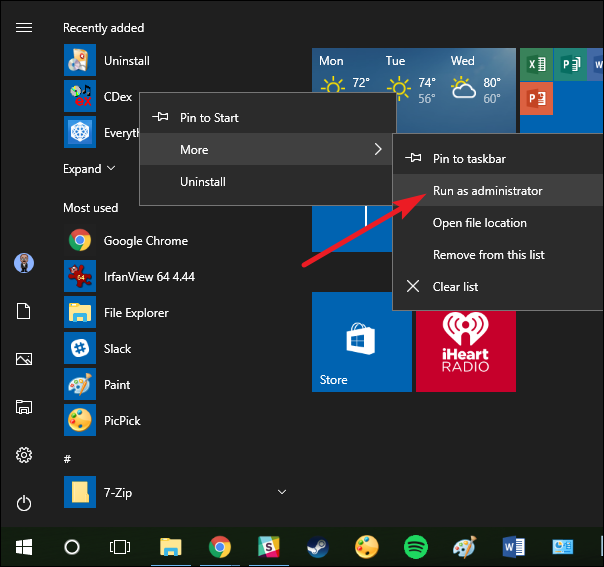 Recently added
Uninstall
CDex
Everyth
Expand
Most used
Google Chrome
IrfanView 64 4.44
64
File Explorer
Slack
Paint
PicPick
#
7-Zip
Pin to Start
More
Uninstall
Mon Tue Wed
72° 74° 80°
56° 60°
Pin to taskbar
Run as administrator
Open file location
Remove from this list
Clear list
Store
iHeart
RADIO